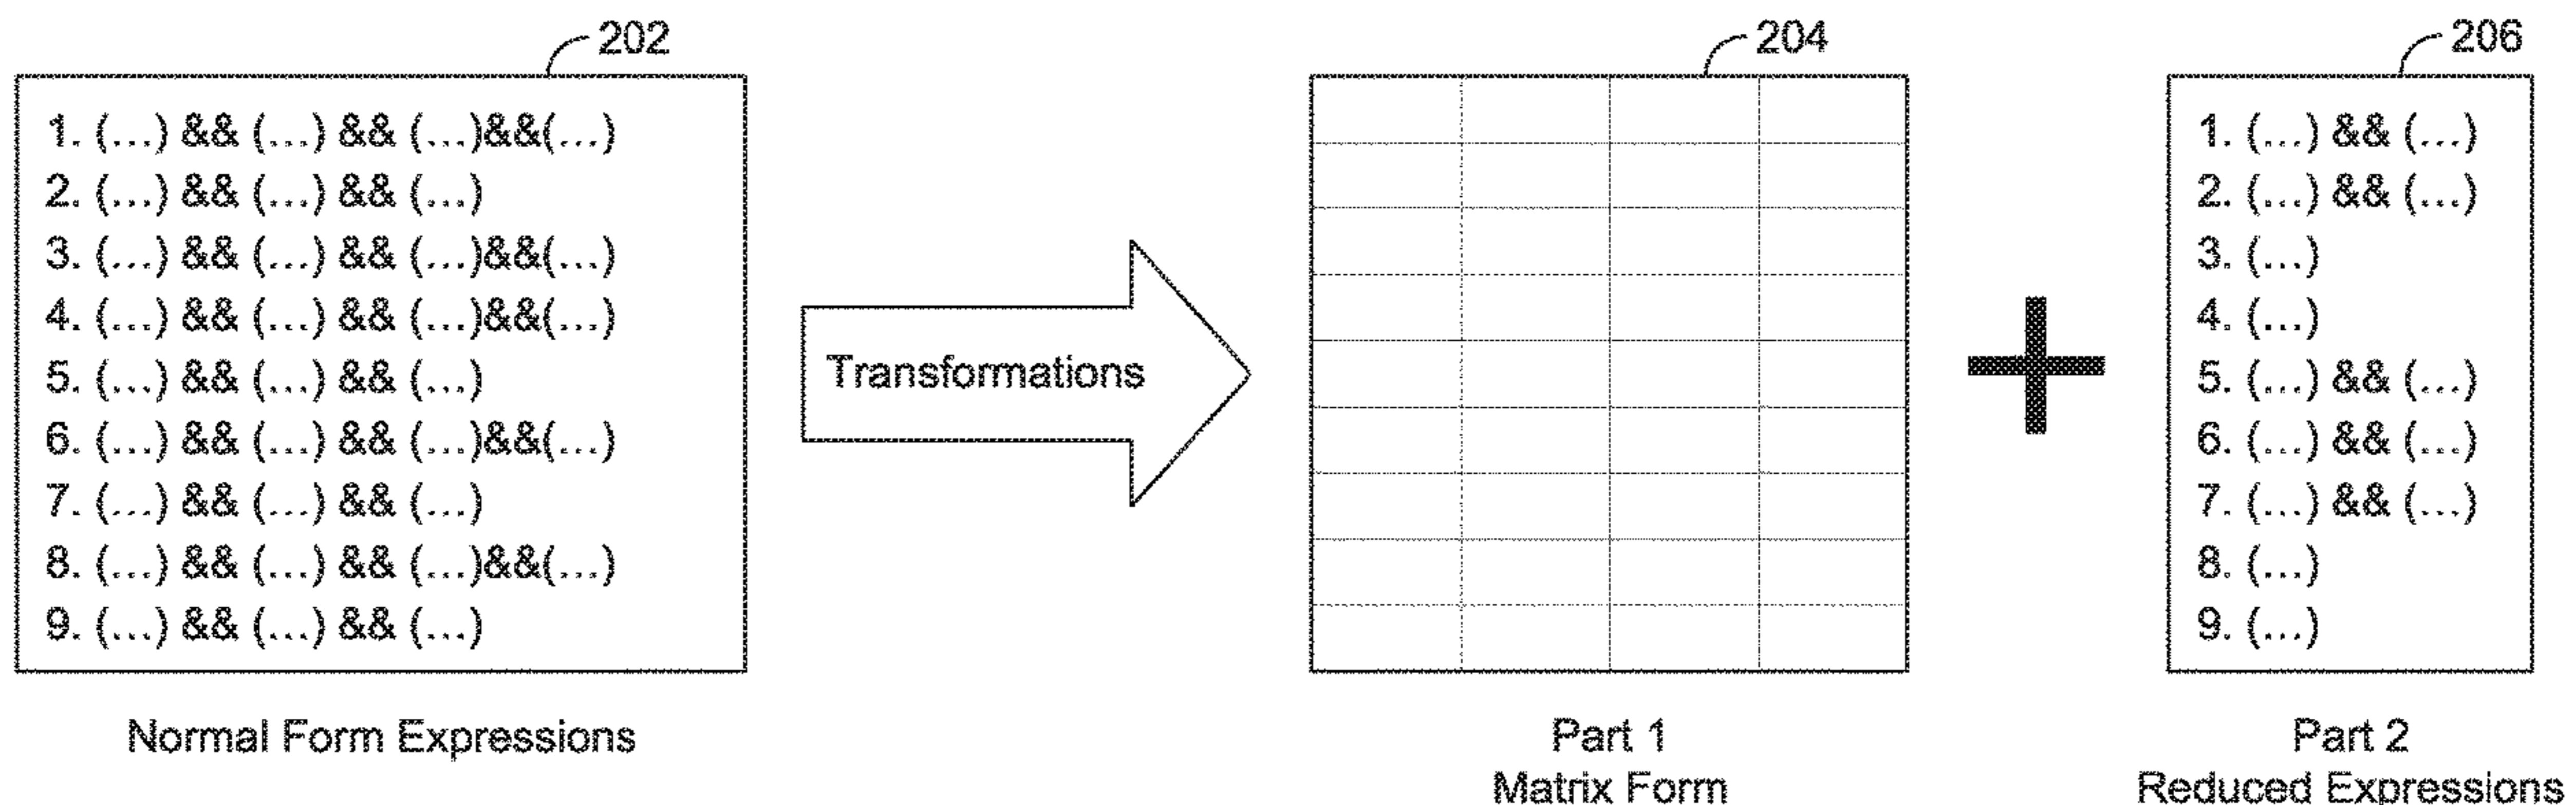 202
1. (...) && (...) && (...)&&(...)
2. (...) && (...) && (...)
3. (...) && (...) && (...)&&(...)
4. (...) && (...) && (...)&&(...)
5. (...) && (...) && (...)
6. (...) && (...) && (...)&&(...)
7. (...) && (...) && (...)
8. (...) && (...) && (...)&&(...)
9. (...) && (...) && (...)
Normal Form Expressions
Transformations
204
Part 1
Matrix Form
206
1. (...) && (...)
2. (...) && (...)
3. (...)
4. (...)
5. (...) && (...)
6. (...) && (...)
7. (...) && (...)
8. (...)
9. (...)
Part 2
Reduced Expressions